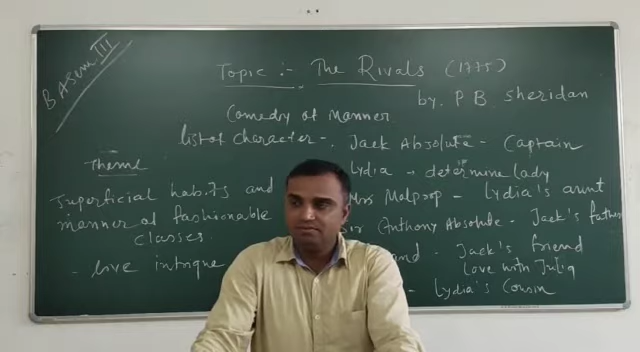 B A Sem III
Topic :- The Rivals (1775)
by. P B. Sheridan
Comedy of Manner
list of character -. Jack Absolute - Captain
Theme
Lydia - determine lady
Superficial habits and
Mrs Malprop - Lydia's aunt
manner of fashionable
classes.
Anthony Absolute - Jack's father
- love intrique
- Jack's friend
love with Julia
- Lydia's Cousin